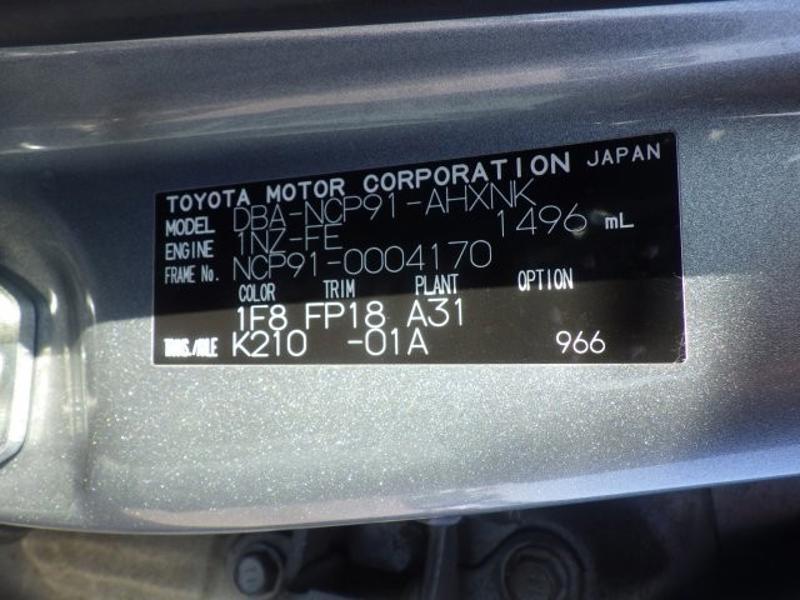 TOYOTA MOTOR CORPORATION JAPAN
MODEL DBA-NCP91-AHXNK
ENGINE 1NZ-FE 1496 mL
FRAME No. NCP91-0004170
COLOR TRIM PLANT OPTION
1F8 FP18 A31
TRANS./AXLE K210 -01A 966